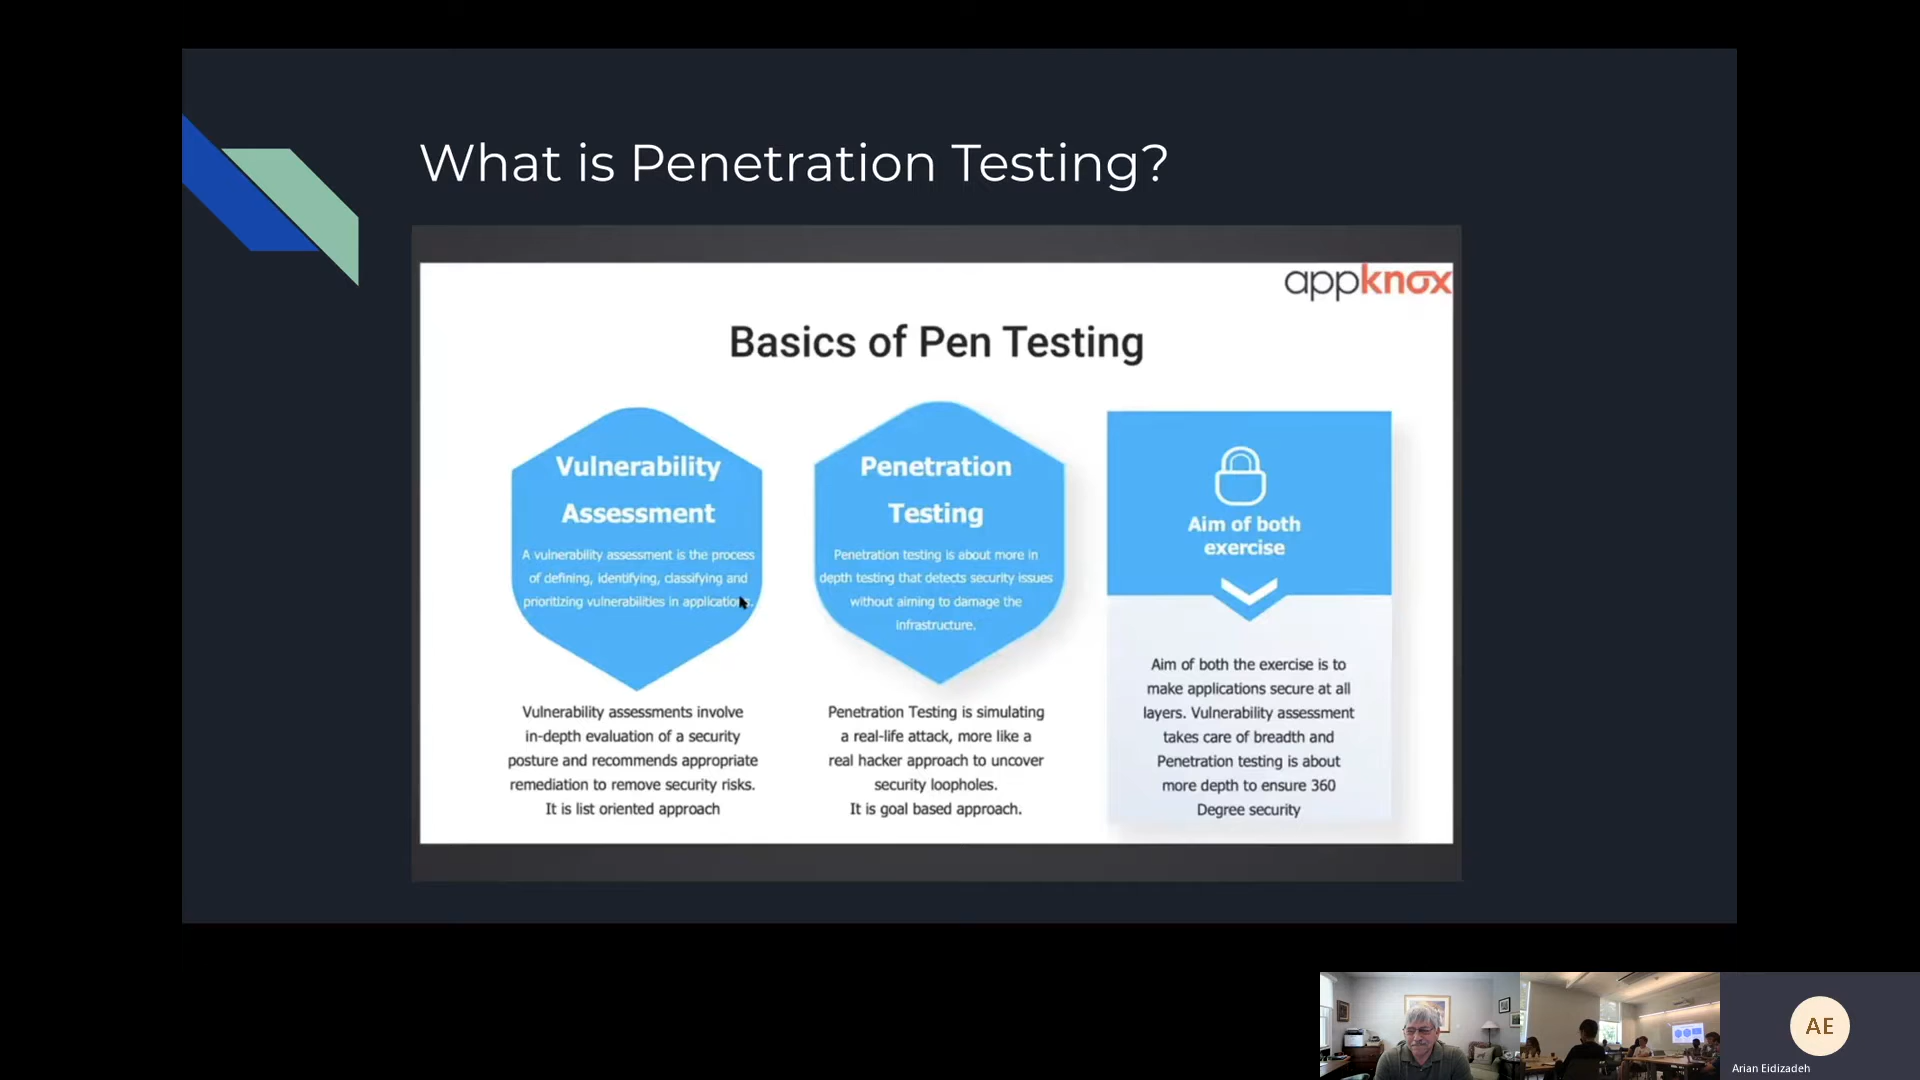 What is Penetration Testing?
appknox
Basics of Pen Testing
Vulnerability
Assessment
A vulnerability assessment is the process
of defining, identifying, classifying and
prioritizing vulnerabilities in applications.
Vulnerability assessments involve
in-depth evaluation of a security
posture and recommends appropriate
remediation to remove security risks.
It is list oriented approach
Penetration
Testing
Penetration testing is about more in
depth testing that detects security issues
without aiming to damage the
infrastructure.
Penetration Testing is simulating
a real-life attack, more like a
real hacker approach to uncover
security loopholes.
It is goal based approach.
Aim of both
exercise
Aim of both the exercise is to
make applications secure at all
layers. Vulnerability assessment
takes care of breadth and
Penetration testing is about
more depth to ensure 360
Degree security
AE
Arian Eidizadeh